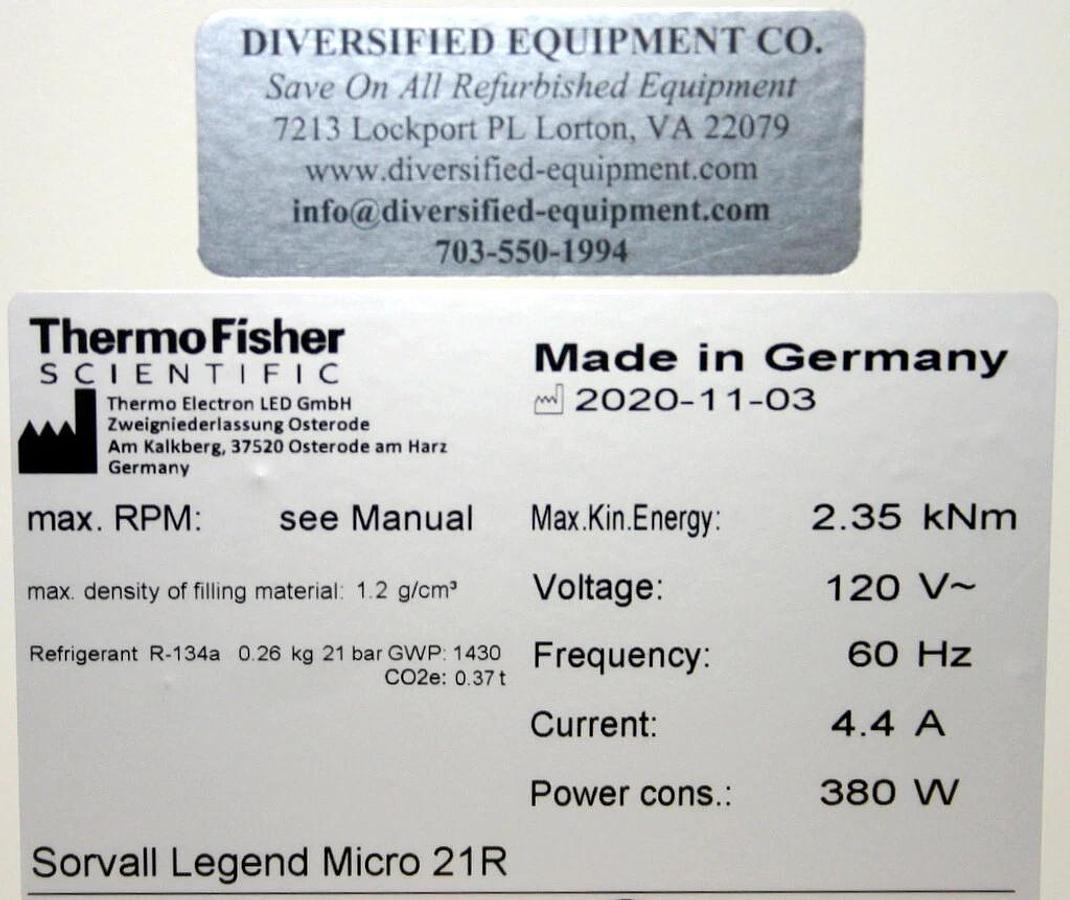 DIVERSIFIED EQUIPMENT CO.
Save On All Refurbished Equipment
7213 Lockport PL Lorton, VA 22079
www.diversified-equipment.com
info@diversified-equipment.com
703-550-1994
ThermoFisher
SCIENTIFIC
Thermo Electron LED GmbH
Zweigniederlassung Osterode
Am Kalkberg, 37520 Osterode am Harz
Germany
Made in Germany
2020-11-03
max. RPM: see Manual
max. density of filling material: 1.2 g/cm³
Refrigerant R-134a 0.26 kg 21 bar GWP: 1430
CO2e: 0.37 t
Max.Kin.Energy: 2.35 kNm
Voltage: 120 V~
Frequency: 60 Hz
Current: 4.4 A
Power cons.: 380 W
Sorvall Legend Micro 21R